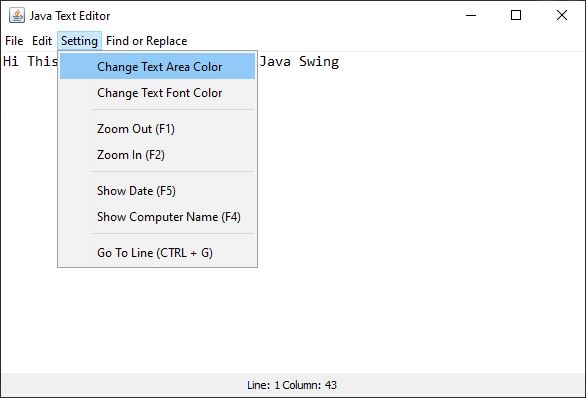 Java Text Editor
File Edit Setting Find or Replace
Hi This Java Swing
Change Text Area Color
Change Text Font Color
Zoom Out (F1)
Zoom In (F2)
Show Date (F5)
Show Computer Name (F4)
Go To Line (CTRL + G)
Line: 1 Column: 43